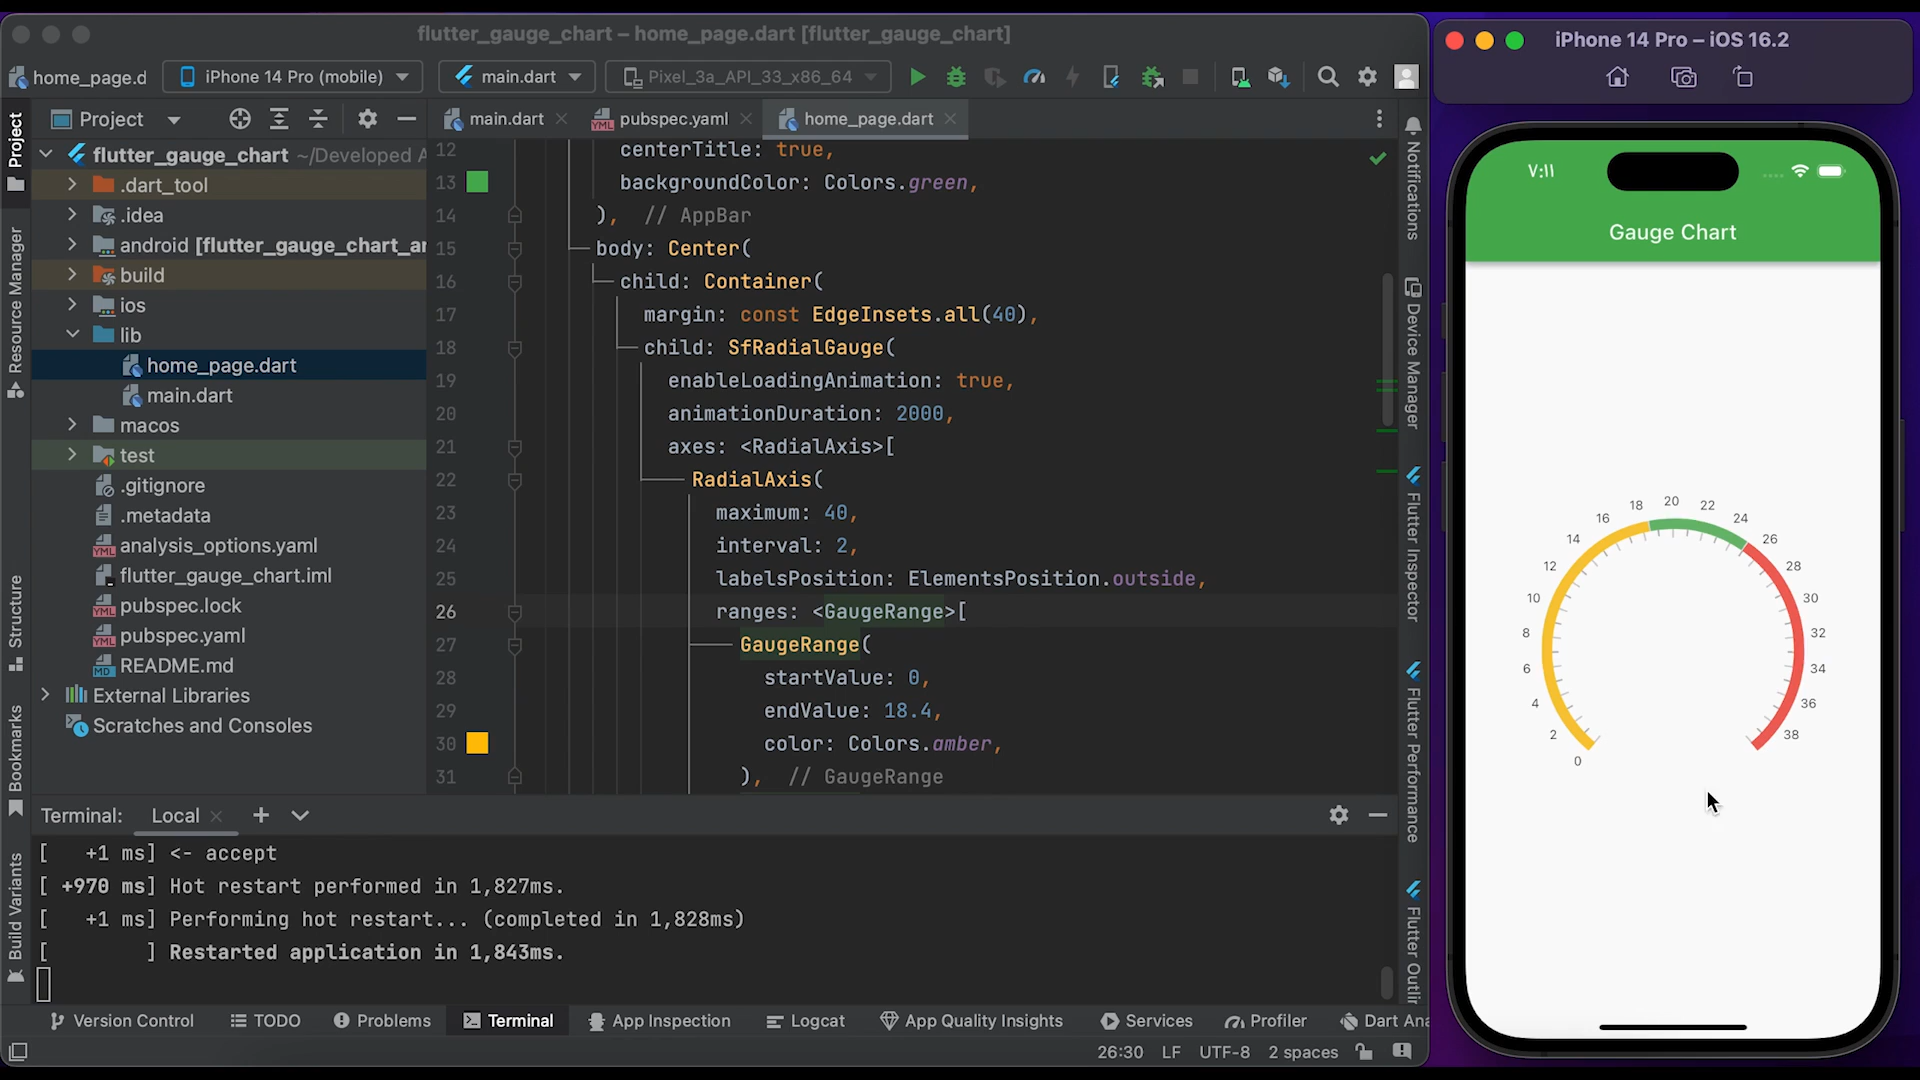 flutter_gauge_chart – home_page.dart [flutter_gauge_chart]
home_page.d
iPhone 14 Pro (mobile)
main.dart
Pixel_3a_API_33_x86_64
Project
main.dart
pubspec.yaml
home_page.dart
flutter_gauge_chart ~/Developed A
.dart_tool
.idea
android [flutter_gauge_chart_ar
build
ios
lib
home_page.dart
main.dart
macos
test
.gitignore
.metadata
analysis_options.yaml
flutter_gauge_chart.iml
pubspec.lock
pubspec.yaml
README.md
External Libraries
Scratches and Consoles
Project
Resource Manager
Structure
Bookmarks
Build Variants
12 centerTitle: true,
13 backgroundColor: Colors.green,
14 ), // AppBar
15 body: Center(
16 child: Container(
17 margin: const EdgeInsets.all(40),
18 child: SfRadialGauge(
19 enableLoadingAnimation: true,
20 animationDuration: 2000,
21 axes: <RadialAxis>[
22 RadialAxis(
23 maximum: 40,
24 interval: 2,
25 labelsPosition: ElementsPosition.outside,
26 ranges: <GaugeRange>[
27 GaugeRange(
28 startValue: 0,
29 endValue: 18.4,
30 color: Colors.amber,
31 ), // GaugeRange
Notifications
Device Manager
Flutter Inspector
Flutter Performance
Flutter Outlin
Terminal:
Local
[ +1 ms] <- accept
[ +970 ms] Hot restart performed in 1,827ms.
[ +1 ms] Performing hot restart... (completed in 1,828ms)
[ ] Restarted application in 1,843ms.
Version Control
TODO
Problems
Terminal
App Inspection
Logcat
App Quality Insights
Services
Profiler
Dart Ana
26:30
LF
UTF-8
2 spaces
iPhone 14 Pro – iOS 16.2
٧:١١
Gauge Chart
0
2
4
6
8
10
12
14
16
18
20
22
24
26
28
30
32
34
36
38